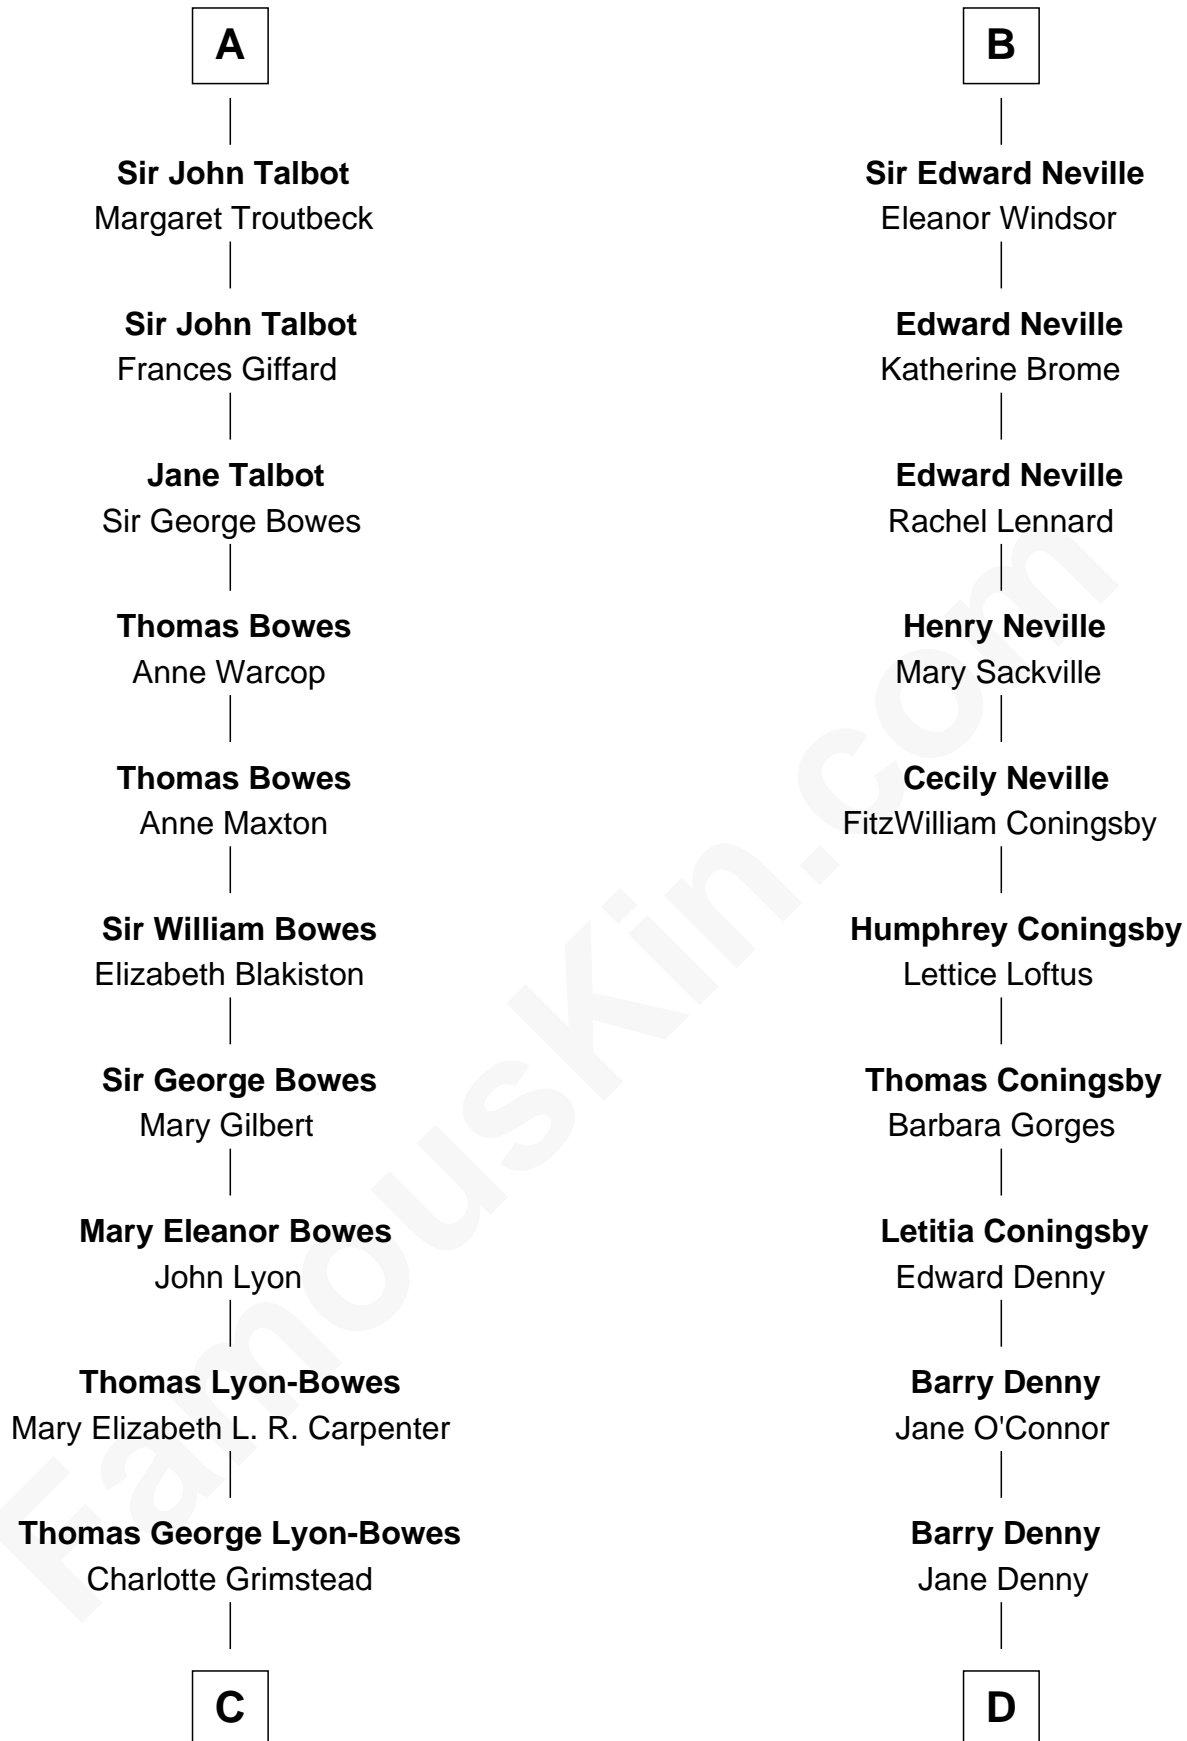 A
Sir John Talbot
Margaret Troutbeck
Sir John Talbot
Frances Giffard
Jane Talbot
Sir George Bowes
Thomas Bowes
Anne Warcop
Thomas Bowes
Anne Maxton
Sir William Bowes
Elizabeth Blakiston
Sir George Bowes
Mary Gilbert
Mary Eleanor Bowes
John Lyon
Thomas Lyon-Bowes
Mary Elizabeth L. R. Carpenter
Thomas George Lyon-Bowes
Charlotte Grimstead
C
B
Sir Edward Neville
Eleanor Windsor
Edward Neville
Katherine Brome
Edward Neville
Rachel Lennard
Henry Neville
Mary Sackville
Cecily Neville
FitzWilliam Coningsby
Humphrey Coningsby
Lettice Loftus
Thomas Coningsby
Barbara Gorges
Letitia Coningsby
Edward Denny
Barry Denny
Jane O'Connor
Barry Denny
Jane Denny
D
FamousKin.com